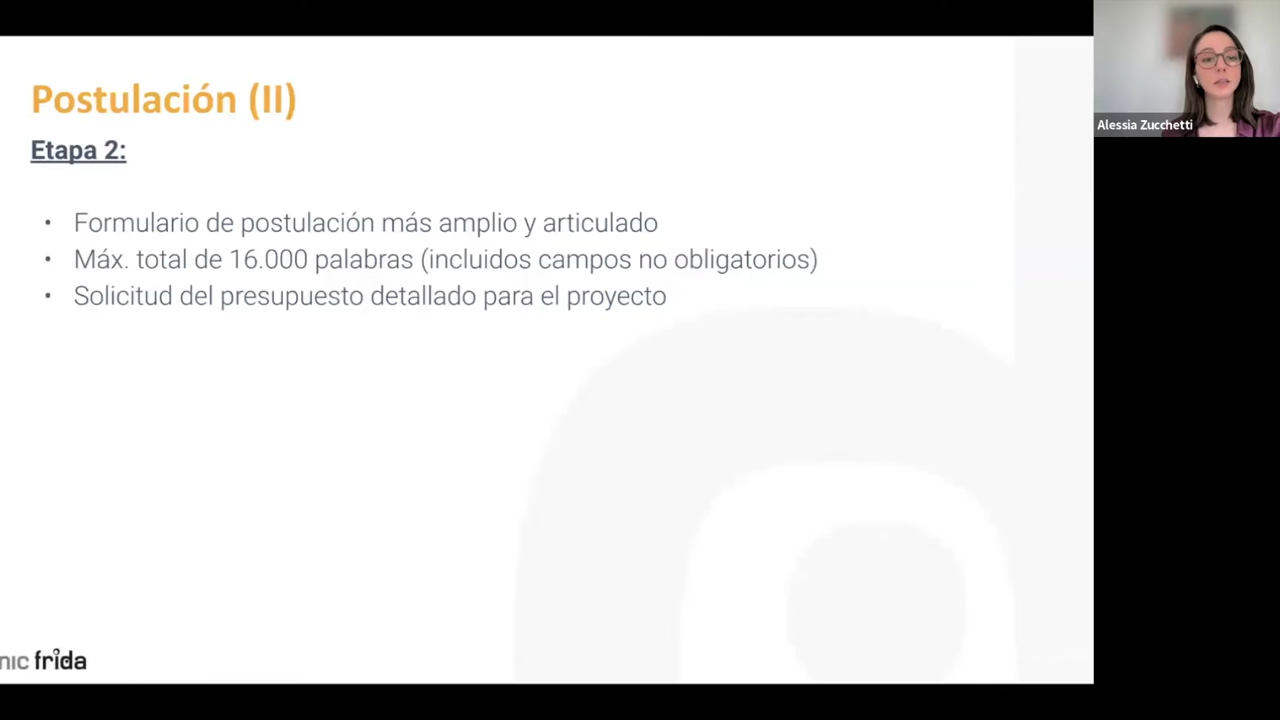 Postulación (II)
Etapa 2:
• Formulario de postulación más amplio y articulado
• Máx. total de 16.000 palabras (incluidos campos no obligatorios)
• Solicitud del presupuesto detallado para el proyecto
nic frida
Alessia Zucchetti